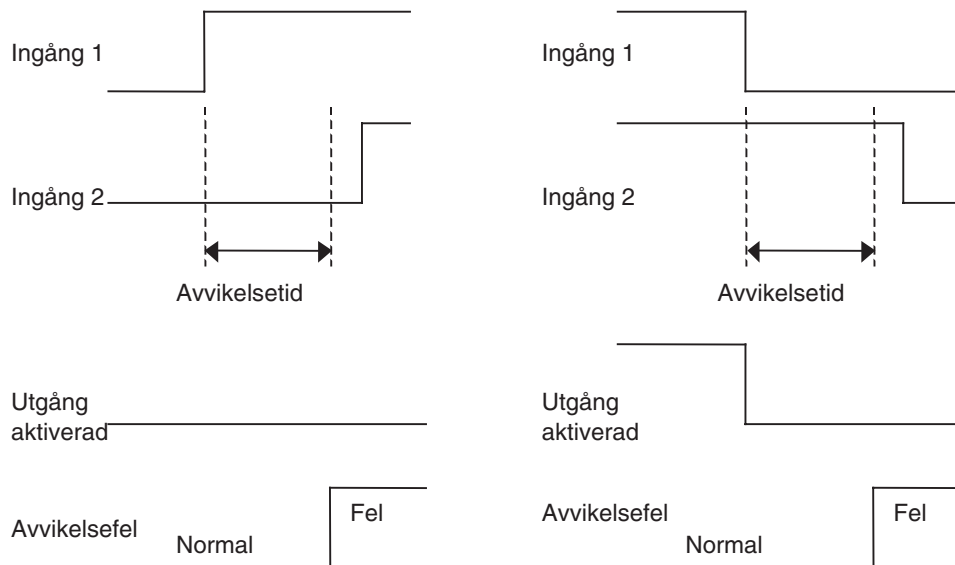 Ingång 1
Ingång 2
Avvikelsetid
Utgång
aktiverad
Avvikelsefel
Normal
Fel
Ingång 1
Ingång 2
Avvikelsetid
Utgång
aktiverad
Avvikelsefel
Normal
Fel